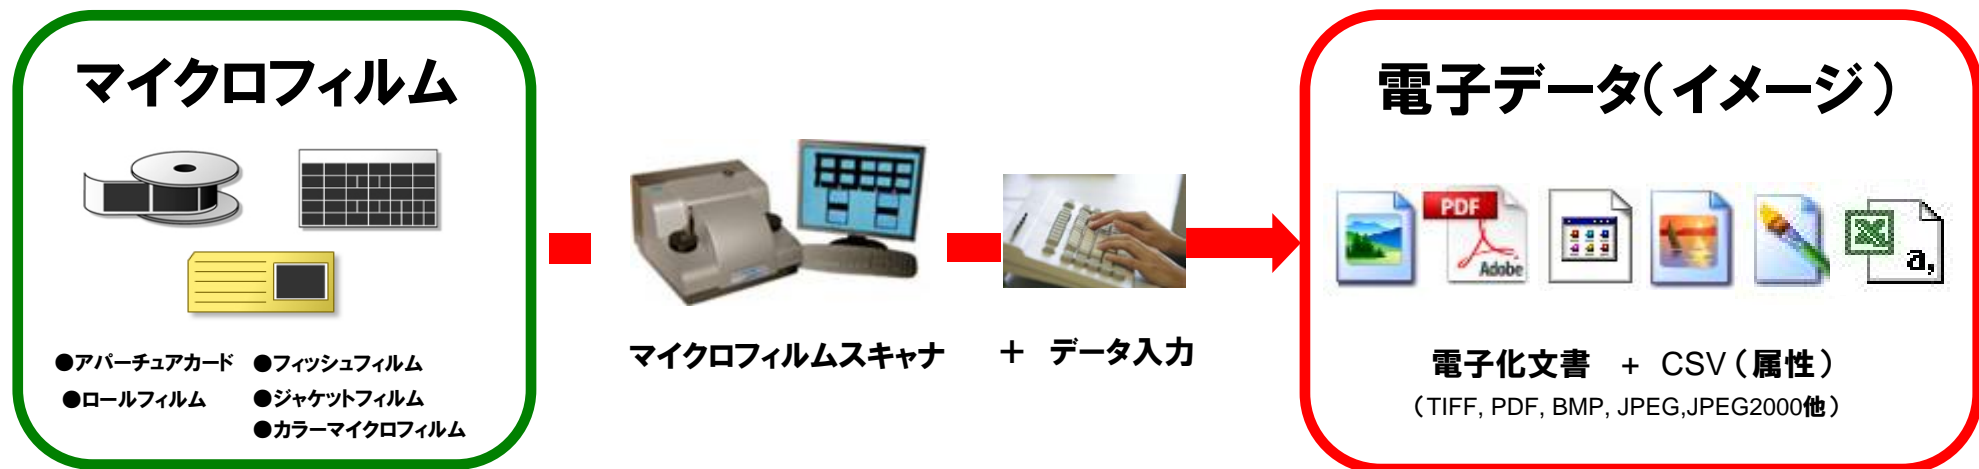 マイクロフィルム
●アパーチュアカード ●フィッシュフィルム
●ロールフィルム ●ジャケットフィルム
●カラーマイクロフィルム
マイクロフィルムスキャナ + データ入力
電子データ(イメージ)
PDF
Adobe
a,
電子化文書 + CSV(属性)
(TIFF, PDF, BMP, JPEG,JPEG2000他)